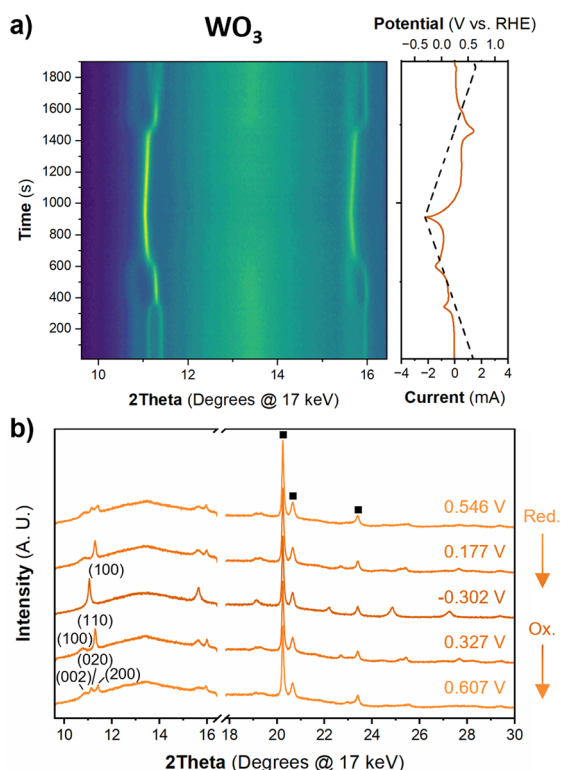 a)
WO3
Potential (V vs. RHE)
-0.5 0.0 0.5 1.0
1800
1600
1400
1200
1000
800
600
400
200
Time (s)
10 12 14 16
2Theta (Degrees @ 17 keV)
-4 -2 0 2 4
Current (mA)
b)
0.546 V
Red.
0.177 V
(100)
-0.302 V
(110)
(100)
Ox.
0.327 V
(020)
(002) (200)
0.607 V
Intensity (A. U.)
10 12 14 16 18 20 22 24 26 28 30
2Theta (Degrees @ 17 keV)